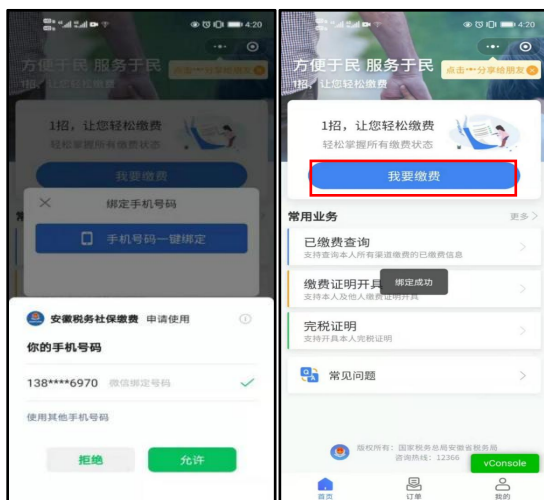 4:20
方便于民 服务于民
点击•••分享给朋友
1招，让您轻松缴费
1招，让您轻松缴费
轻松掌握所有缴费状态
我要缴费
绑定手机号码
手机号码一键绑定
安徽税务社保缴费 申请使用
你的手机号码
138****6970 微信绑定号码
使用其他手机号码
拒绝
允许
4:20
方便于民 服务于民
点击•••分享给朋友
1招，让您轻松缴费
1招，让您轻松缴费
轻松掌握所有缴费状态
我要缴费
常用业务
更多>
已缴费查询
支持查询本人所有渠道缴费的已缴费信息
缴费证明开具
支持本人及他人缴费证明开具
绑定成功
完税证明
支持开具本人完税证明
常见问题
版权所有：国家税务总局安徽省税务局
咨询热线：12366
vConsole
首页
订单
我的